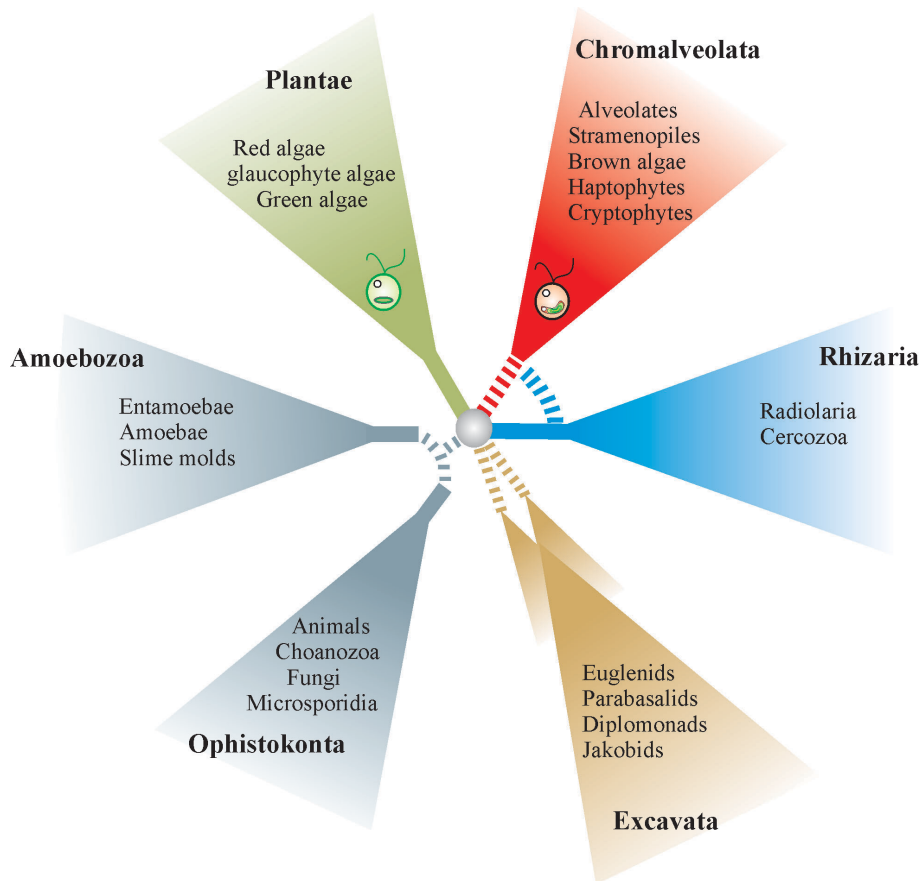 Plantae
Red algae
glaucophyte algae
Green algae
Chromalveolata
Alveolates
Stramenopiles
Brown algae
Haptophytes
Cryptophytes
Amoebozoa
Entamoebae
Amoebae
Slime molds
Rhizaria
Radiolaria
Cercozoa
Animals
Choanozoa
Fungi
Microsporidia
Ophistokonta
Euglenids
Parabasalids
Diplomonads
Jakobids
Excavata